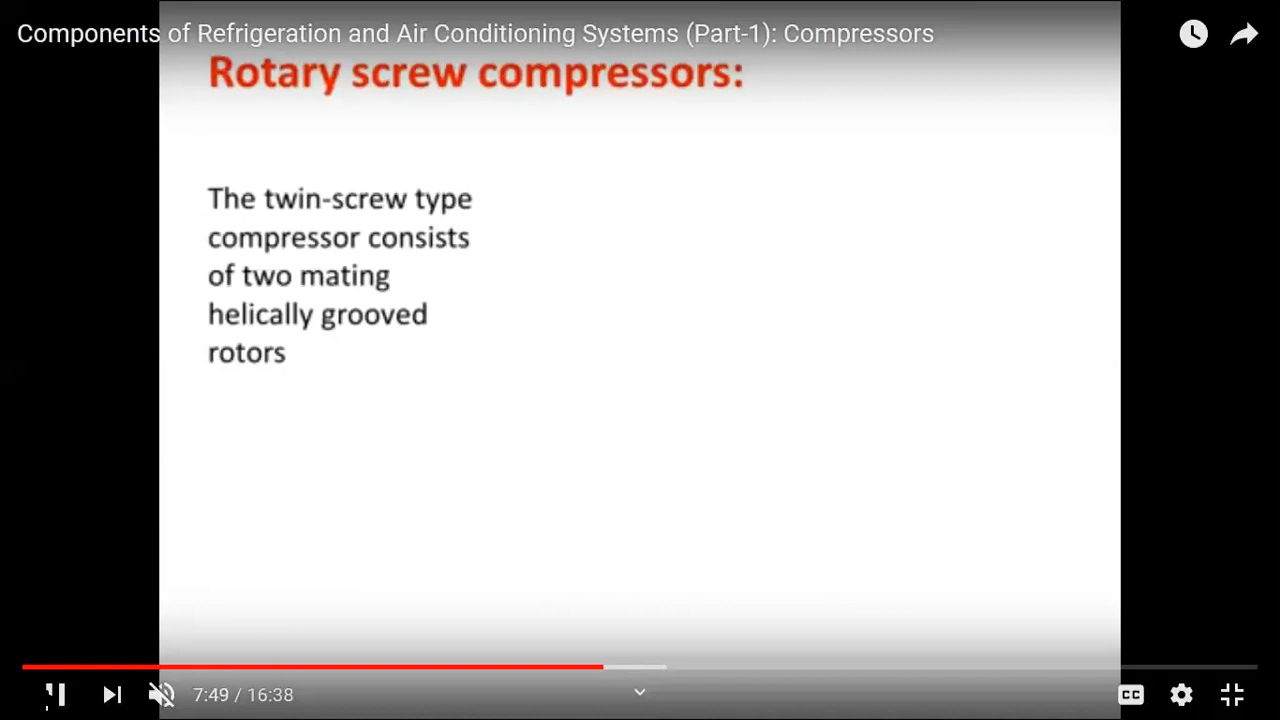 Components of Refrigeration and Air Conditioning Systems (Part-1): Compressors
Rotary screw compressors:
The twin-screw type
compressor consists
of two mating
helically grooved
rotors
7:49 / 16:38
CC